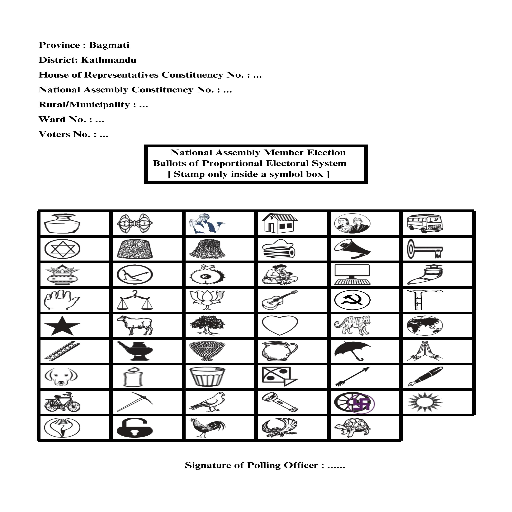 Province : Bagmati
District: Kathmandu
House of Representatives Constituency No. : ...
National Assembly Constituency No. : ...
Rural/Municipality : ...
Ward No. : ...
Voters No. : ...
National Assembly Member Election
Ballots of Proportional Electoral System
[ Stamp only inside a symbol box ]
Signature of Polling Officer : ......